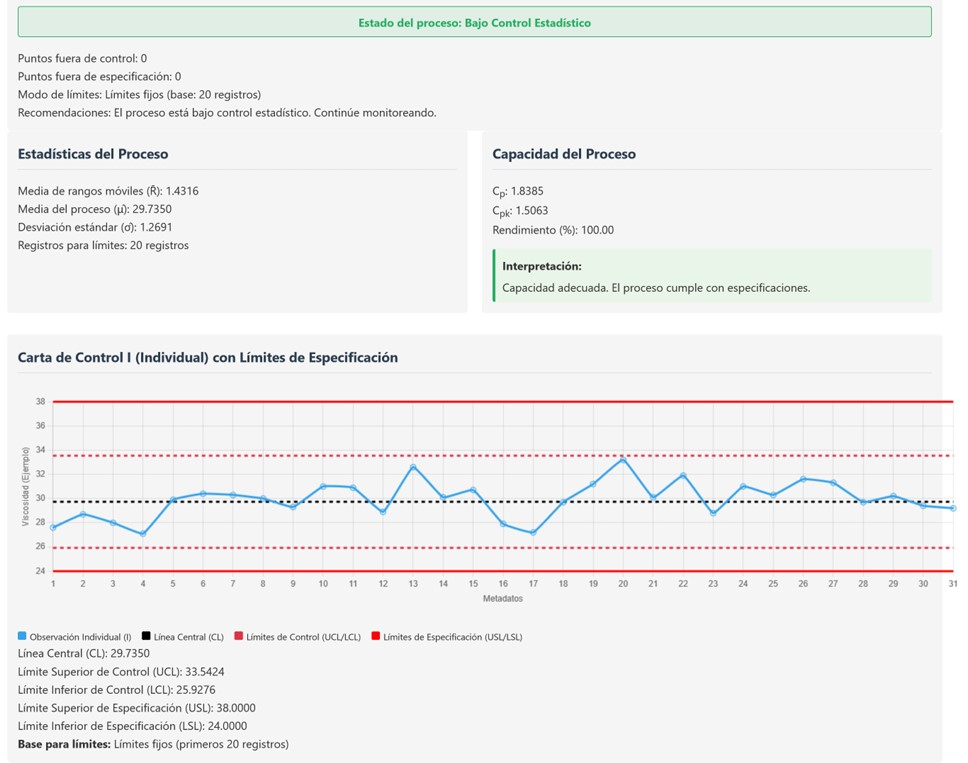 Estado del proceso: Bajo Control Estadístico
Puntos fuera de control: 0
Puntos fuera de especificación: 0
Modo de límites: Límites fijos (base: 20 registros)
Recomendaciones: El proceso está bajo control estadístico. Continúe monitoreando.
Estadísticas del Proceso
Media de rangos móviles (R̄): 1.4316
Media del proceso (μ̂): 29.7350
Desviación estándar (σ̂): 1.2691
Registros para límites: 20 registros
Capacidad del Proceso
Cp: 1.8385
Cpk: 1.5063
Rendimiento (%): 100.00
Interpretación:
Capacidad adecuada. El proceso cumple con especificaciones.
Carta de Control I (Individual) con Límites de Especificación
Viscosidad (Ejemplo)
38
36
34
32
30
28
26
24
1 2 3 4 5 6 7 8 9 10 11 12 13 14 15 16 17 18 19 20 21 22 23 24 25 26 27 28 29 30 31
Metadatos
Observación Individual (I) Línea Central (CL) Límites de Control (UCL/LCL) Límites de Especificación (USL/LSL)
Línea Central (CL): 29.7350
Límite Superior de Control (UCL): 33.5424
Límite Inferior de Control (LCL): 25.9276
Límite Superior de Especificación (USL): 38.0000
Límite Inferior de Especificación (LSL): 24.0000
Base para límites: Límites fijos (primeros 20 registros)